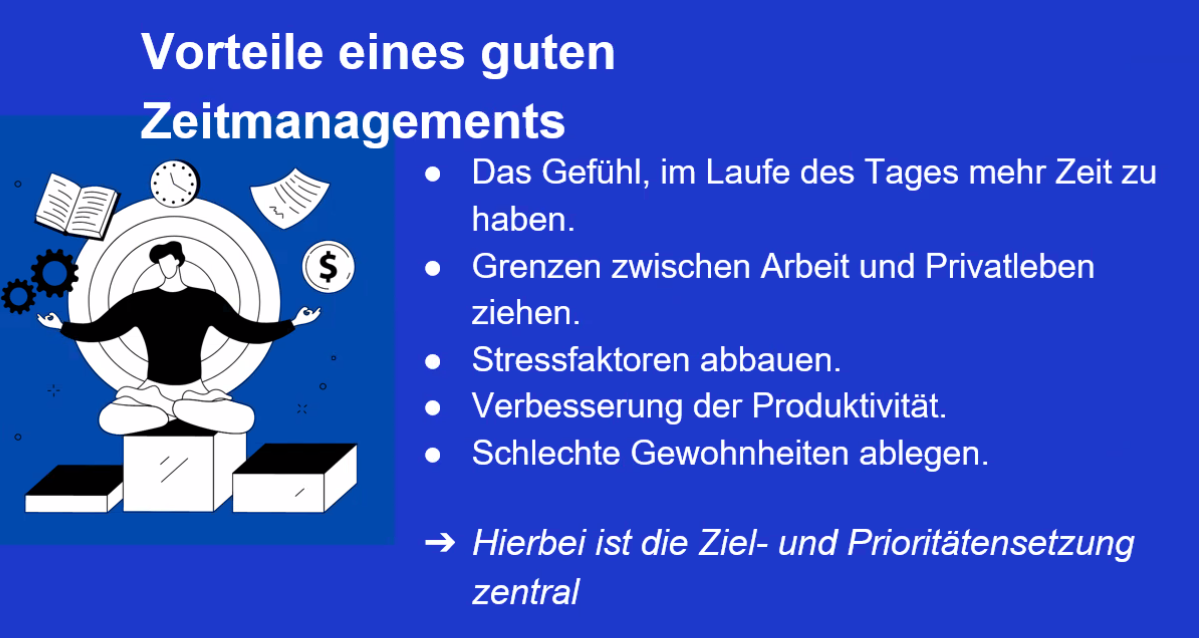 Vorteile eines guten
Zeitmanagements
● Das Gefühl, im Laufe des Tages mehr Zeit zu
haben.
● Grenzen zwischen Arbeit und Privatleben
ziehen.
● Stressfaktoren abbauen.
● Verbesserung der Produktivität.
● Schlechte Gewohnheiten ablegen.
➔ Hierbei ist die Ziel- und Prioritätensetzung
zentral
$